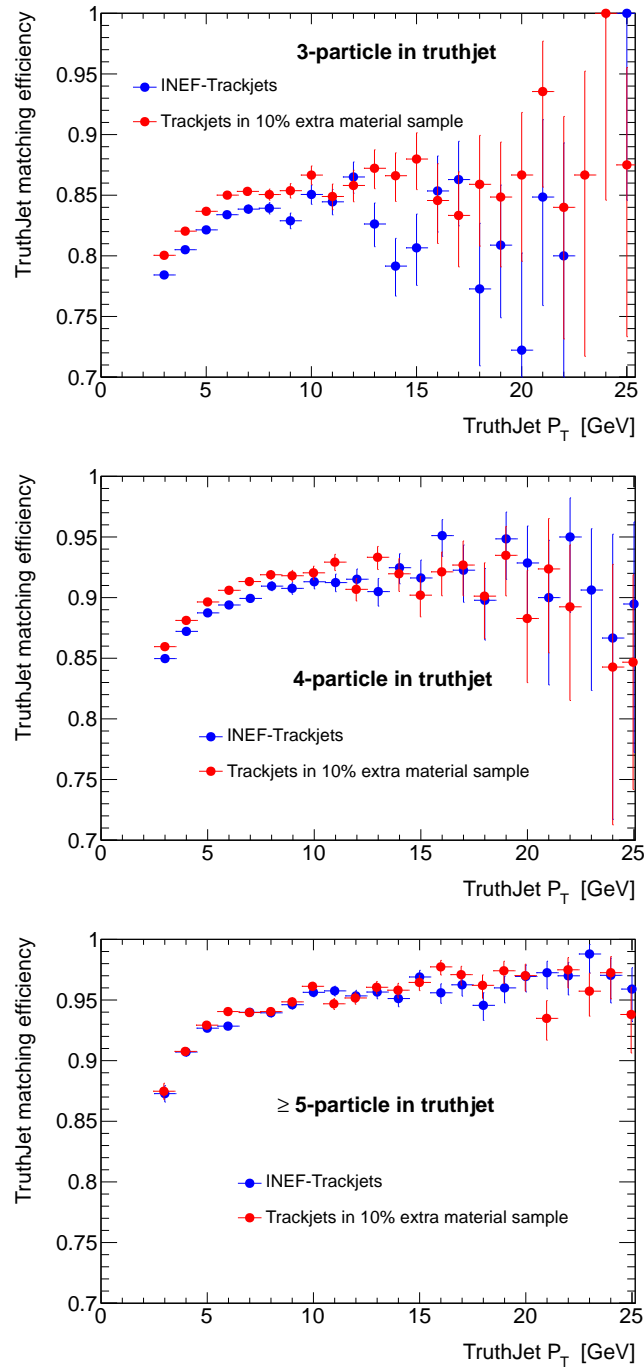 1
0.95
0.9
0.85
0.8
0.75
0.7
TruthJet matching efficiency
3-particle in truthjet
INEF-Trackjets
Trackjets in 10% extra material sample
0 5 10 15 20 25
TruthJet P_T [GeV]
1
0.95
0.9
0.85
0.8
0.75
0.7
TruthJet matching efficiency
4-particle in truthjet
INEF-Trackjets
Trackjets in 10% extra material sample
0 5 10 15 20 25
TruthJet P_T [GeV]
1
0.95
0.9
0.85
0.8
0.75
0.7
TruthJet matching efficiency
≥ 5-particle in truthjet
INEF-Trackjets
Trackjets in 10% extra material sample
0 5 10 15 20 25
TruthJet P_T [GeV]